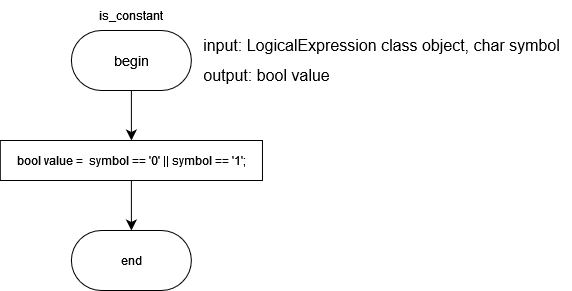 is_constant
begin
input: LogicalExpression class object, char symbol
output: bool value
bool value = symbol == '0' || symbol == '1';
end